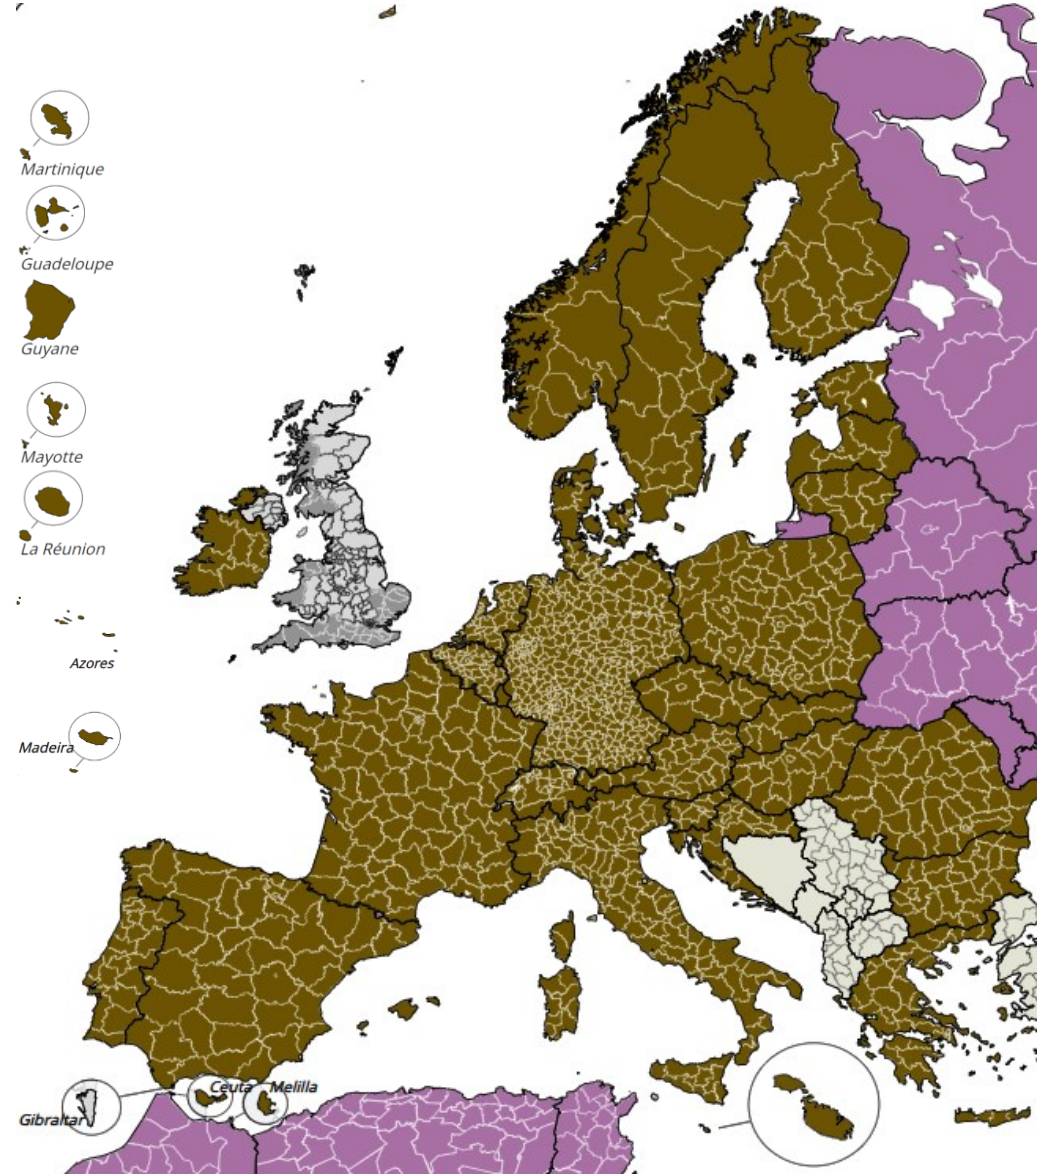 Martinique
Guadeloupe
Guyane
Mayotte
La Réunion
Azores
Madeira
Ceuta
Melilla
Gibraltar